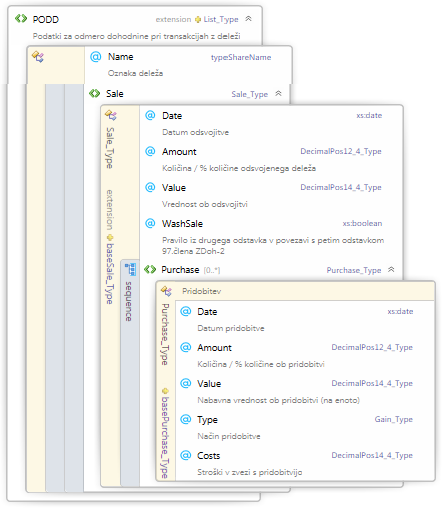 PODD extension List_Type
Podatki za odmero dohodnine pri transakcijah z deleži
Name typeShareName
Oznaka deleža
Sale Sale_Type
Sale_Type
extension baseSale_Type
Date xs:date
Datum odsvojitve
Amount DecimalPos12_4_Type
Količina / % količine odsvojenega deleža
Value DecimalPos14_4_Type
Vrednost ob odsvojitvi
WashSale xs:boolean
Pravilo iz drugega odstavka v povezavi s petim odstavkom
97.člena ZDoh-2
sequence
Purchase [0..*] Purchase_Type
Pridobitev
Purchase_Type
basePurchase_Type
Date xs:date
Datum pridobitve
Amount DecimalPos12_4_Type
Količina / % količine ob pridobitvi
Value DecimalPos14_4_Type
Nabavna vrednost ob pridobitvi (na enoto)
Type Gain_Type
Način pridobitve
Costs DecimalPos14_4_Type
Stroški v zvezi s pridobitvijo